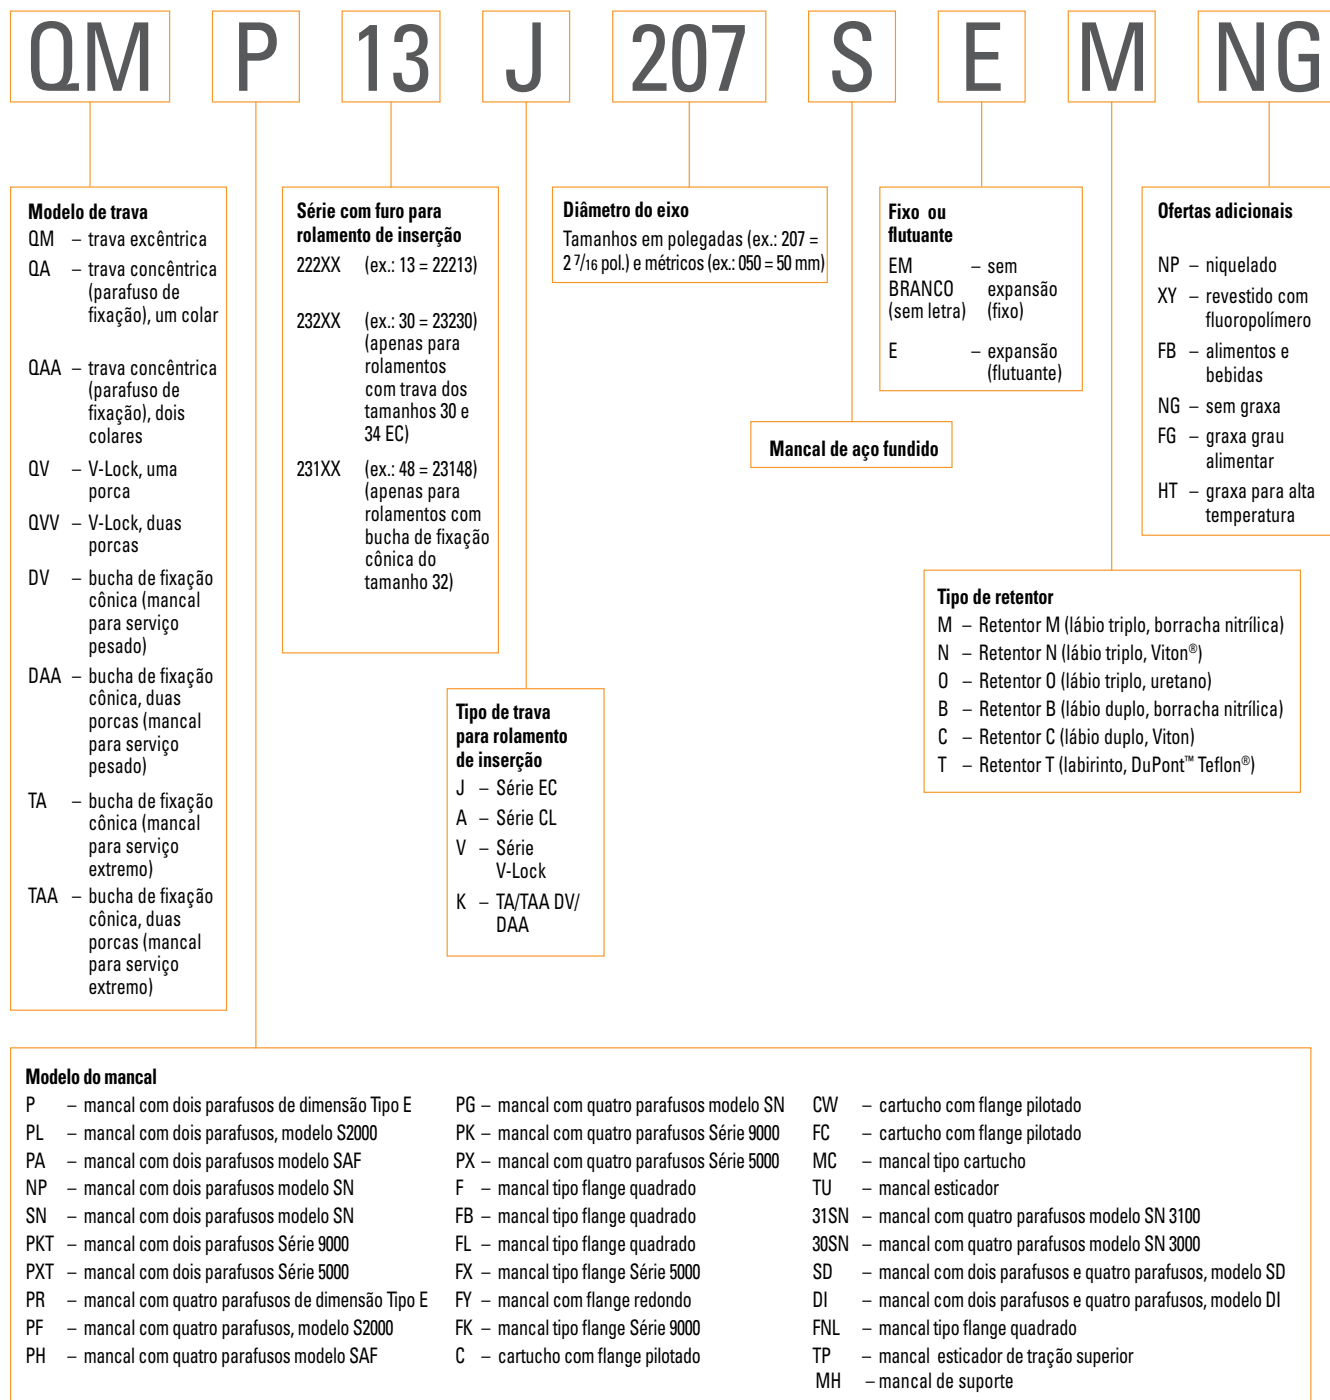 QM P 13 J 207 S E M NG
Modelo de trava
QM – trava excêntrica
QA – trava concêntrica
(parafuso de
fixação), um colar
QAA – trava concêntrica
(parafuso de
fixação), dois
colares
QV – V-Lock, uma
porca
QVV – V-Lock, duas
porcas
DV – bucha de fixação
cônica (mancal
para serviço
pesado)
DAA – bucha de fixação
cônica, duas
porcas (mancal
para serviço
pesado)
TA – bucha de fixação
cônica (mancal
para serviço
extremo)
TAA – bucha de fixação
cônica, duas
porcas (mancal
para serviço
extremo)
Série com furo para
rolamento de inserção
222XX (ex.: 13 = 22213)
232XX (ex.: 30 = 23230)
(apenas para
rolamentos
com trava dos
tamanhos 30 e
34 EC)
231XX (ex.: 48 = 23148)
(apenas para
rolamentos com
bucha de fixação
cônica do
tamanho 32)
Tipo de trava
para rolamento
de inserção
J – Série EC
A – Série CL
V – Série
V-Lock
K – TA/TAA DV/
DAA
Diâmetro do eixo
Tamanhos em polegadas (ex.: 207 =
2 7/16 pol.) e métricos (ex.: 050 = 50 mm)
Mancal de aço fundido
Fixo ou
flutuante
EM – sem
BRANCO expansão
(sem letra) (fixo)
E – expansão
(flutuante)
Tipo de retentor
M – Retentor M (lábio triplo, borracha nitrílica)
N – Retentor N (lábio triplo, Viton®)
O – Retentor O (lábio triplo, uretano)
B – Retentor B (lábio duplo, borracha nitrílica)
C – Retentor C (lábio duplo, Viton)
T – Retentor T (labirinto, DuPont™ Teflon®)
Ofertas adicionais
NP – niquelado
XY – revestido com
fluoropolímero
FB – alimentos e
bebidas
NG – sem graxa
FG – graxa grau
alimentar
HT – graxa para alta
temperatura
Modelo do mancal
P – mancal com dois parafusos de dimensão Tipo E
PL – mancal com dois parafusos, modelo S2000
PA – mancal com dois parafusos modelo SAF
NP – mancal com dois parafusos modelo SN
SN – mancal com dois parafusos modelo SN
PKT – mancal com dois parafusos Série 9000
PXT – mancal com dois parafusos Série 5000
PR – mancal com quatro parafusos de dimensão Tipo E
PF – mancal com quatro parafusos, modelo S2000
PH – mancal com quatro parafusos modelo SAF
PG – mancal com quatro parafusos modelo SN
PK – mancal com quatro parafusos Série 9000
PX – mancal com quatro parafusos Série 5000
F – mancal tipo flange quadrado
FB – mancal tipo flange quadrado
FL – mancal tipo flange quadrado
FX – mancal tipo flange Série 5000
FY – mancal com flange redondo
FK – mancal tipo flange Série 9000
C – cartucho com flange pilotado
CW – cartucho com flange pilotado
FC – cartucho com flange pilotado
MC – mancal tipo cartucho
TU – mancal esticador
31SN – mancal com quatro parafusos modelo SN 3100
30SN – mancal com quatro parafusos modelo SN 3000
SD – mancal com dois parafusos e quatro parafusos, modelo SD
DI – mancal com dois parafusos e quatro parafusos, modelo DI
FNL – mancal tipo flange quadrado
TP – mancal esticador de tração superior
MH – mancal de suporte